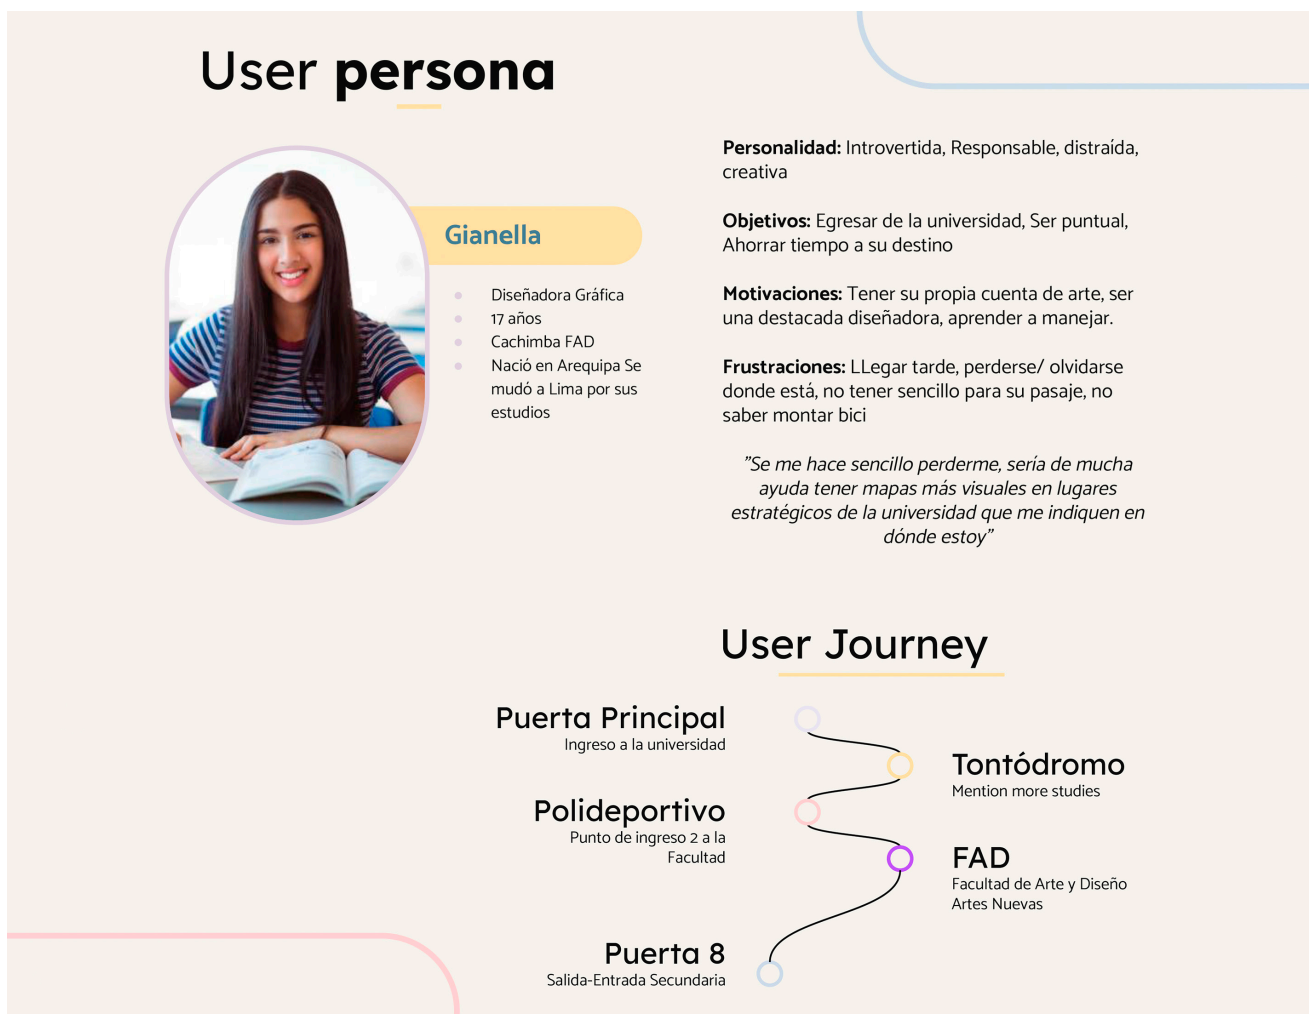 User persona
Gianella
Diseñadora Gráfica
17 años
Cachimba FAD
Nació en Arequipa Se
mudó a Lima por sus
estudios
Personalidad: Introvertida, Responsable, distraída,
creativa
Objetivos: Egresar de la universidad, Ser puntual,
Ahorrar tiempo a su destino
Motivaciones: Tener su propia cuenta de arte, ser
una destacada diseñadora, aprender a manejar.
Frustraciones: LLegar tarde, perderse/ olvidarse
donde está, no tener sencillo para su pasaje, no
saber montar bici
”Se me hace sencillo perderme, sería de mucha
ayuda tener mapas más visuales en lugares
estratégicos de la universidad que me indiquen en
dónde estoy”
User Journey
Puerta Principal
Ingreso a la universidad
Tontódromo
Mention more studies
Polideportivo
Punto de ingreso 2 a la
Facultad
FAD
Facultad de Arte y Diseño
Artes Nuevas
Puerta 8
Salida-Entrada Secundaria